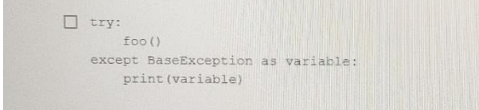 try:
    foo()
except BaseException as variable:
    print(variable)